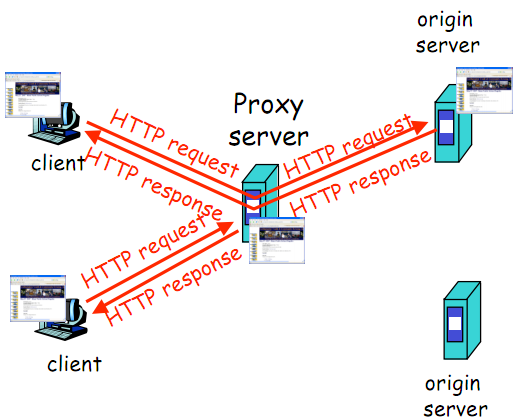 origin
server
Proxy
server
client
HTTP request
HTTP response
HTTP request
HTTP response
HTTP request
HTTP response
client
origin
server